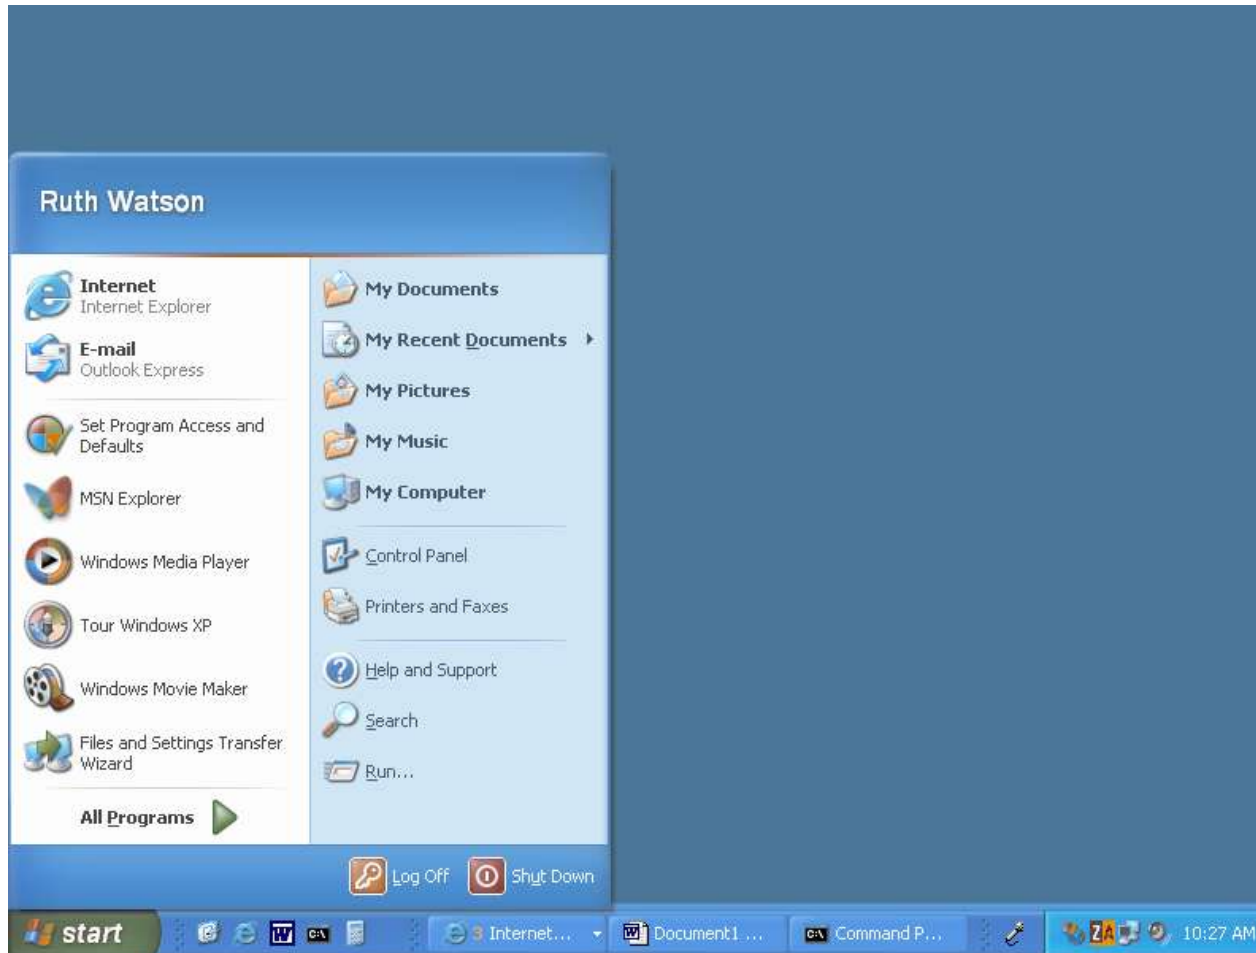 Ruth Watson
Internet
Internet Explorer
E-mail
Outlook Express
Set Program Access and
Defaults
MSN Explorer
Windows Media Player
Tour Windows XP
Windows Movie Maker
Files and Settings Transfer
Wizard
All Programs
My Documents
My Recent Documents
My Pictures
My Music
My Computer
Control Panel
Printers and Faxes
Help and Support
Search
Run...
Log Off
Shut Down
start
W
C:\
3 Internet...
W
Document1 ...
C:\
Command P...
ZA
10:27 AM